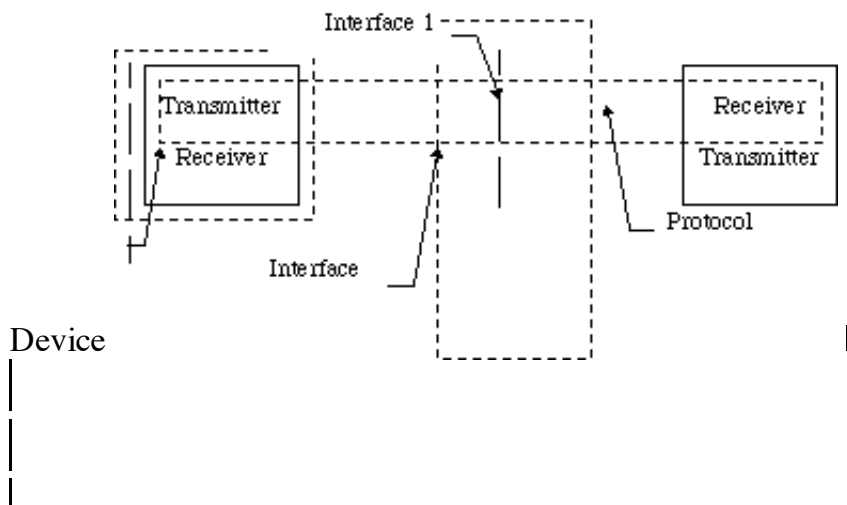 Interface 1
Transmitter
Receiver
Receiver
Transmitter
Protocol
Interface
Device